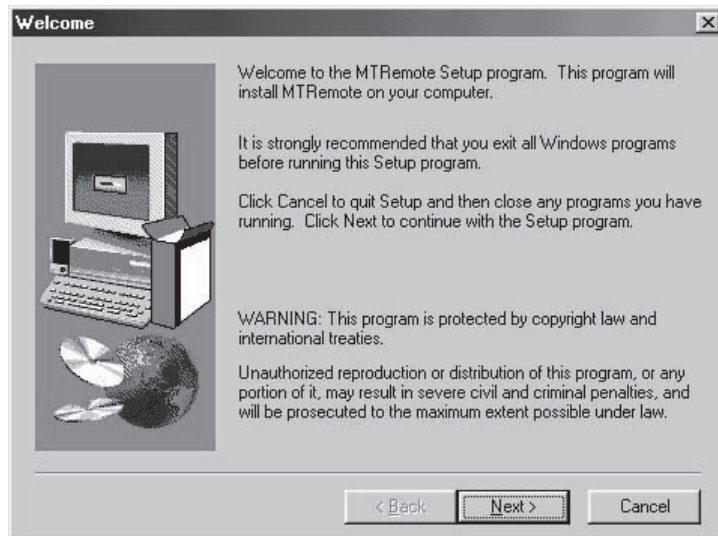 Welcome
Welcome to the MTRemote Setup program. This program will
install MTRemote on your computer.
It is strongly recommended that you exit all Windows programs
before running this Setup program.
Click Cancel to quit Setup and then close any programs you have
running. Click Next to continue with the Setup program.
WARNING: This program is protected by copyright law and
international treaties.
Unauthorized reproduction or distribution of this program, or any
portion of it, may result in severe civil and criminal penalties, and
will be prosecuted to the maximum extent possible under law.
< Back Next > Cancel